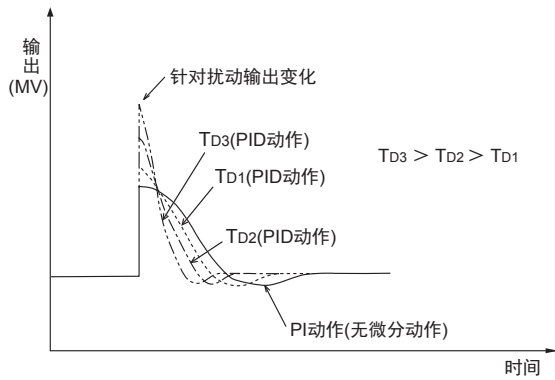 输
出
(MV)
针对扰动输出变化
TD3(PID动作)
TD3 > TD2 > TD1
TD1(PID动作)
TD2(PID动作)
PI动作(无微分动作)
时间